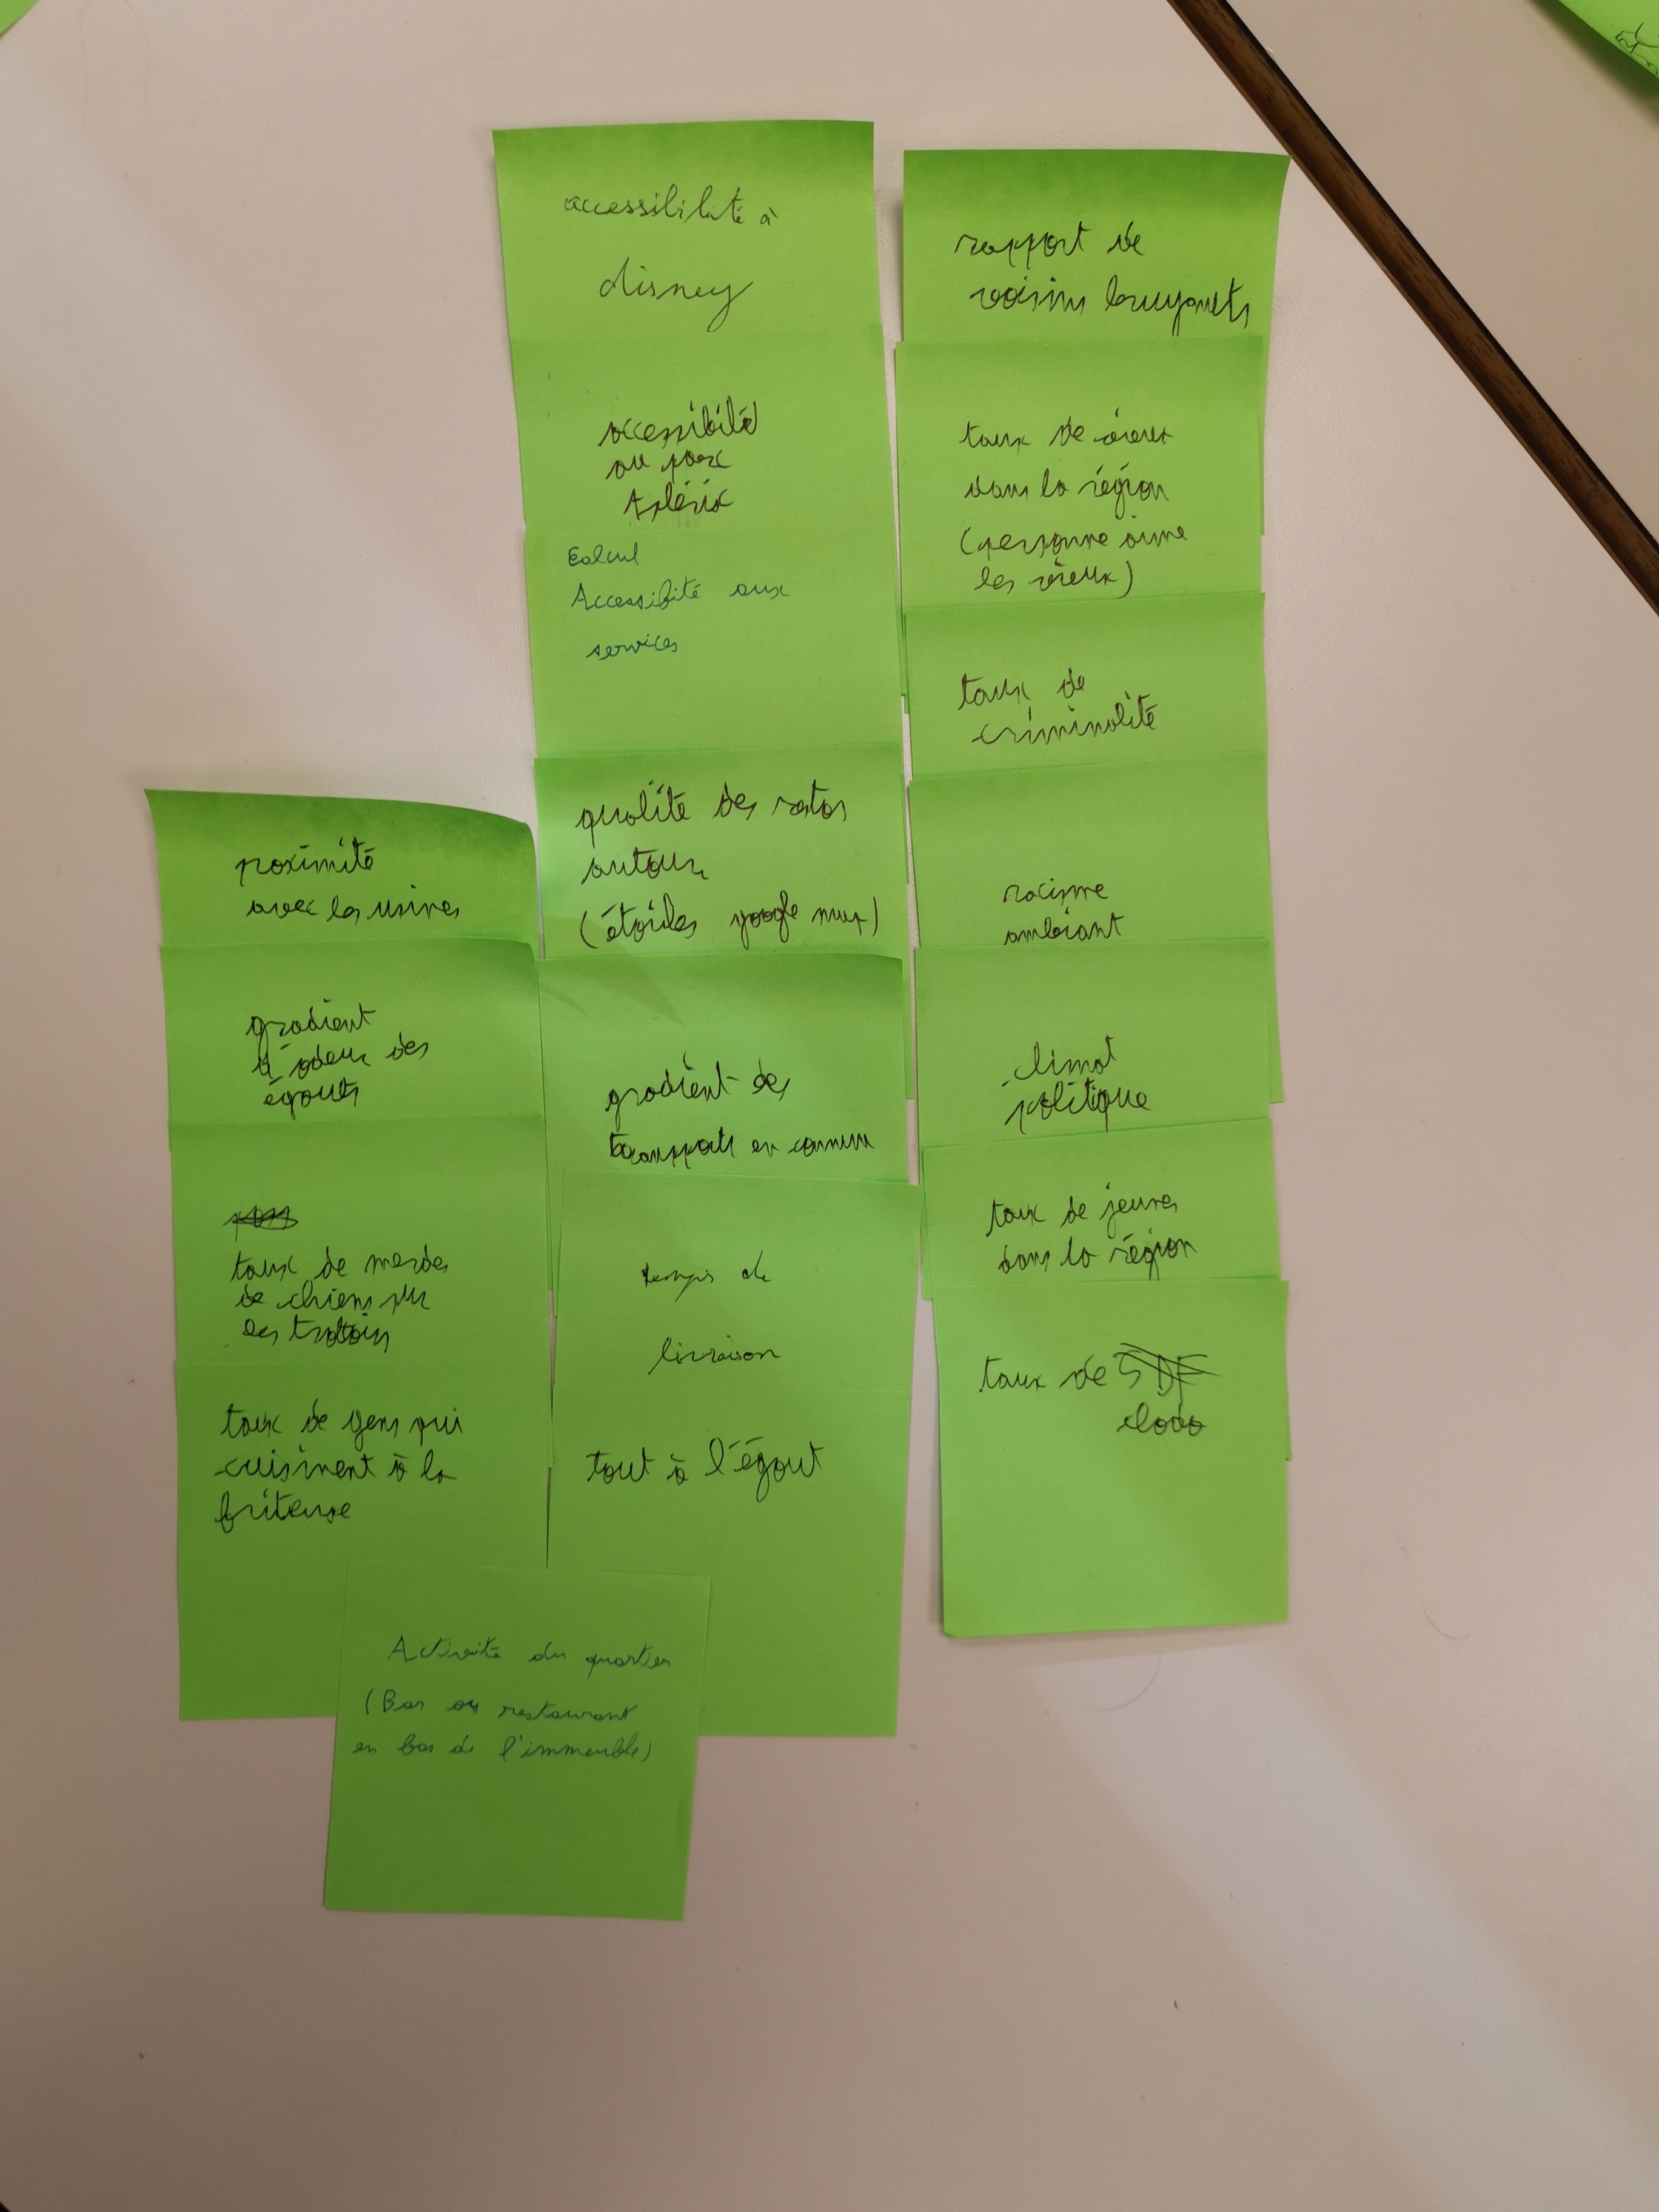 proximité
avec les usines
gradient
d'odeur des
égouts
taux de merdes
de chiens sur
les trottoirs
taux de gens qui
cuisinent à la
friteuse
accessibilité à
disney
accessibilité
au parc
Astérix
Calcul
Accessibité aux
services
qualité des restos
autour
(étoiles google maps)
gradient des
transports en commun
temps de
livraison
tout à l'égout
Activité du quartier
(Bar ou restaurant
en bas de l'immeuble)
rapport de
voisins bruyants
taux de vieux
dans la région
(personne aime
les vieux)
taux de
criminalité
racisme
ambiant
climat
politique
taux de jeunes
dans la région
taux de SDF
clodo